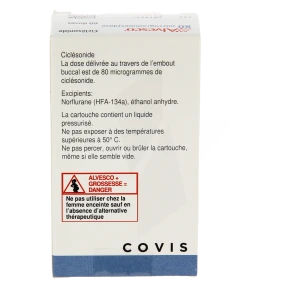 Alvesco
Ciclésonide
La dose délivrée au travers de l'embout
buccal est de 80 microgrammes de
ciclésonide.
Excipients:
Norflurane (HFA-134a), éthanol anhydre.
La cartouche contient un liquide
pressurisé.
Ne pas exposer à des températures
supérieures à 50° C.
Ne pas percer, ouvrir ou brûler la cartouche,
même si elle semble vide.
ALVESCO +
GROSSESSE =
DANGER
Ne pas utiliser chez la
femme enceinte sauf en
l'absence d'alternative
thérapeutique
COVIS